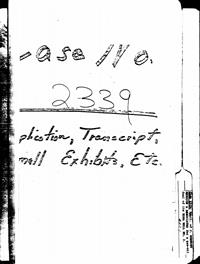 ase No.
2339
plication, Transcript,
mall Exhibits, Etc.